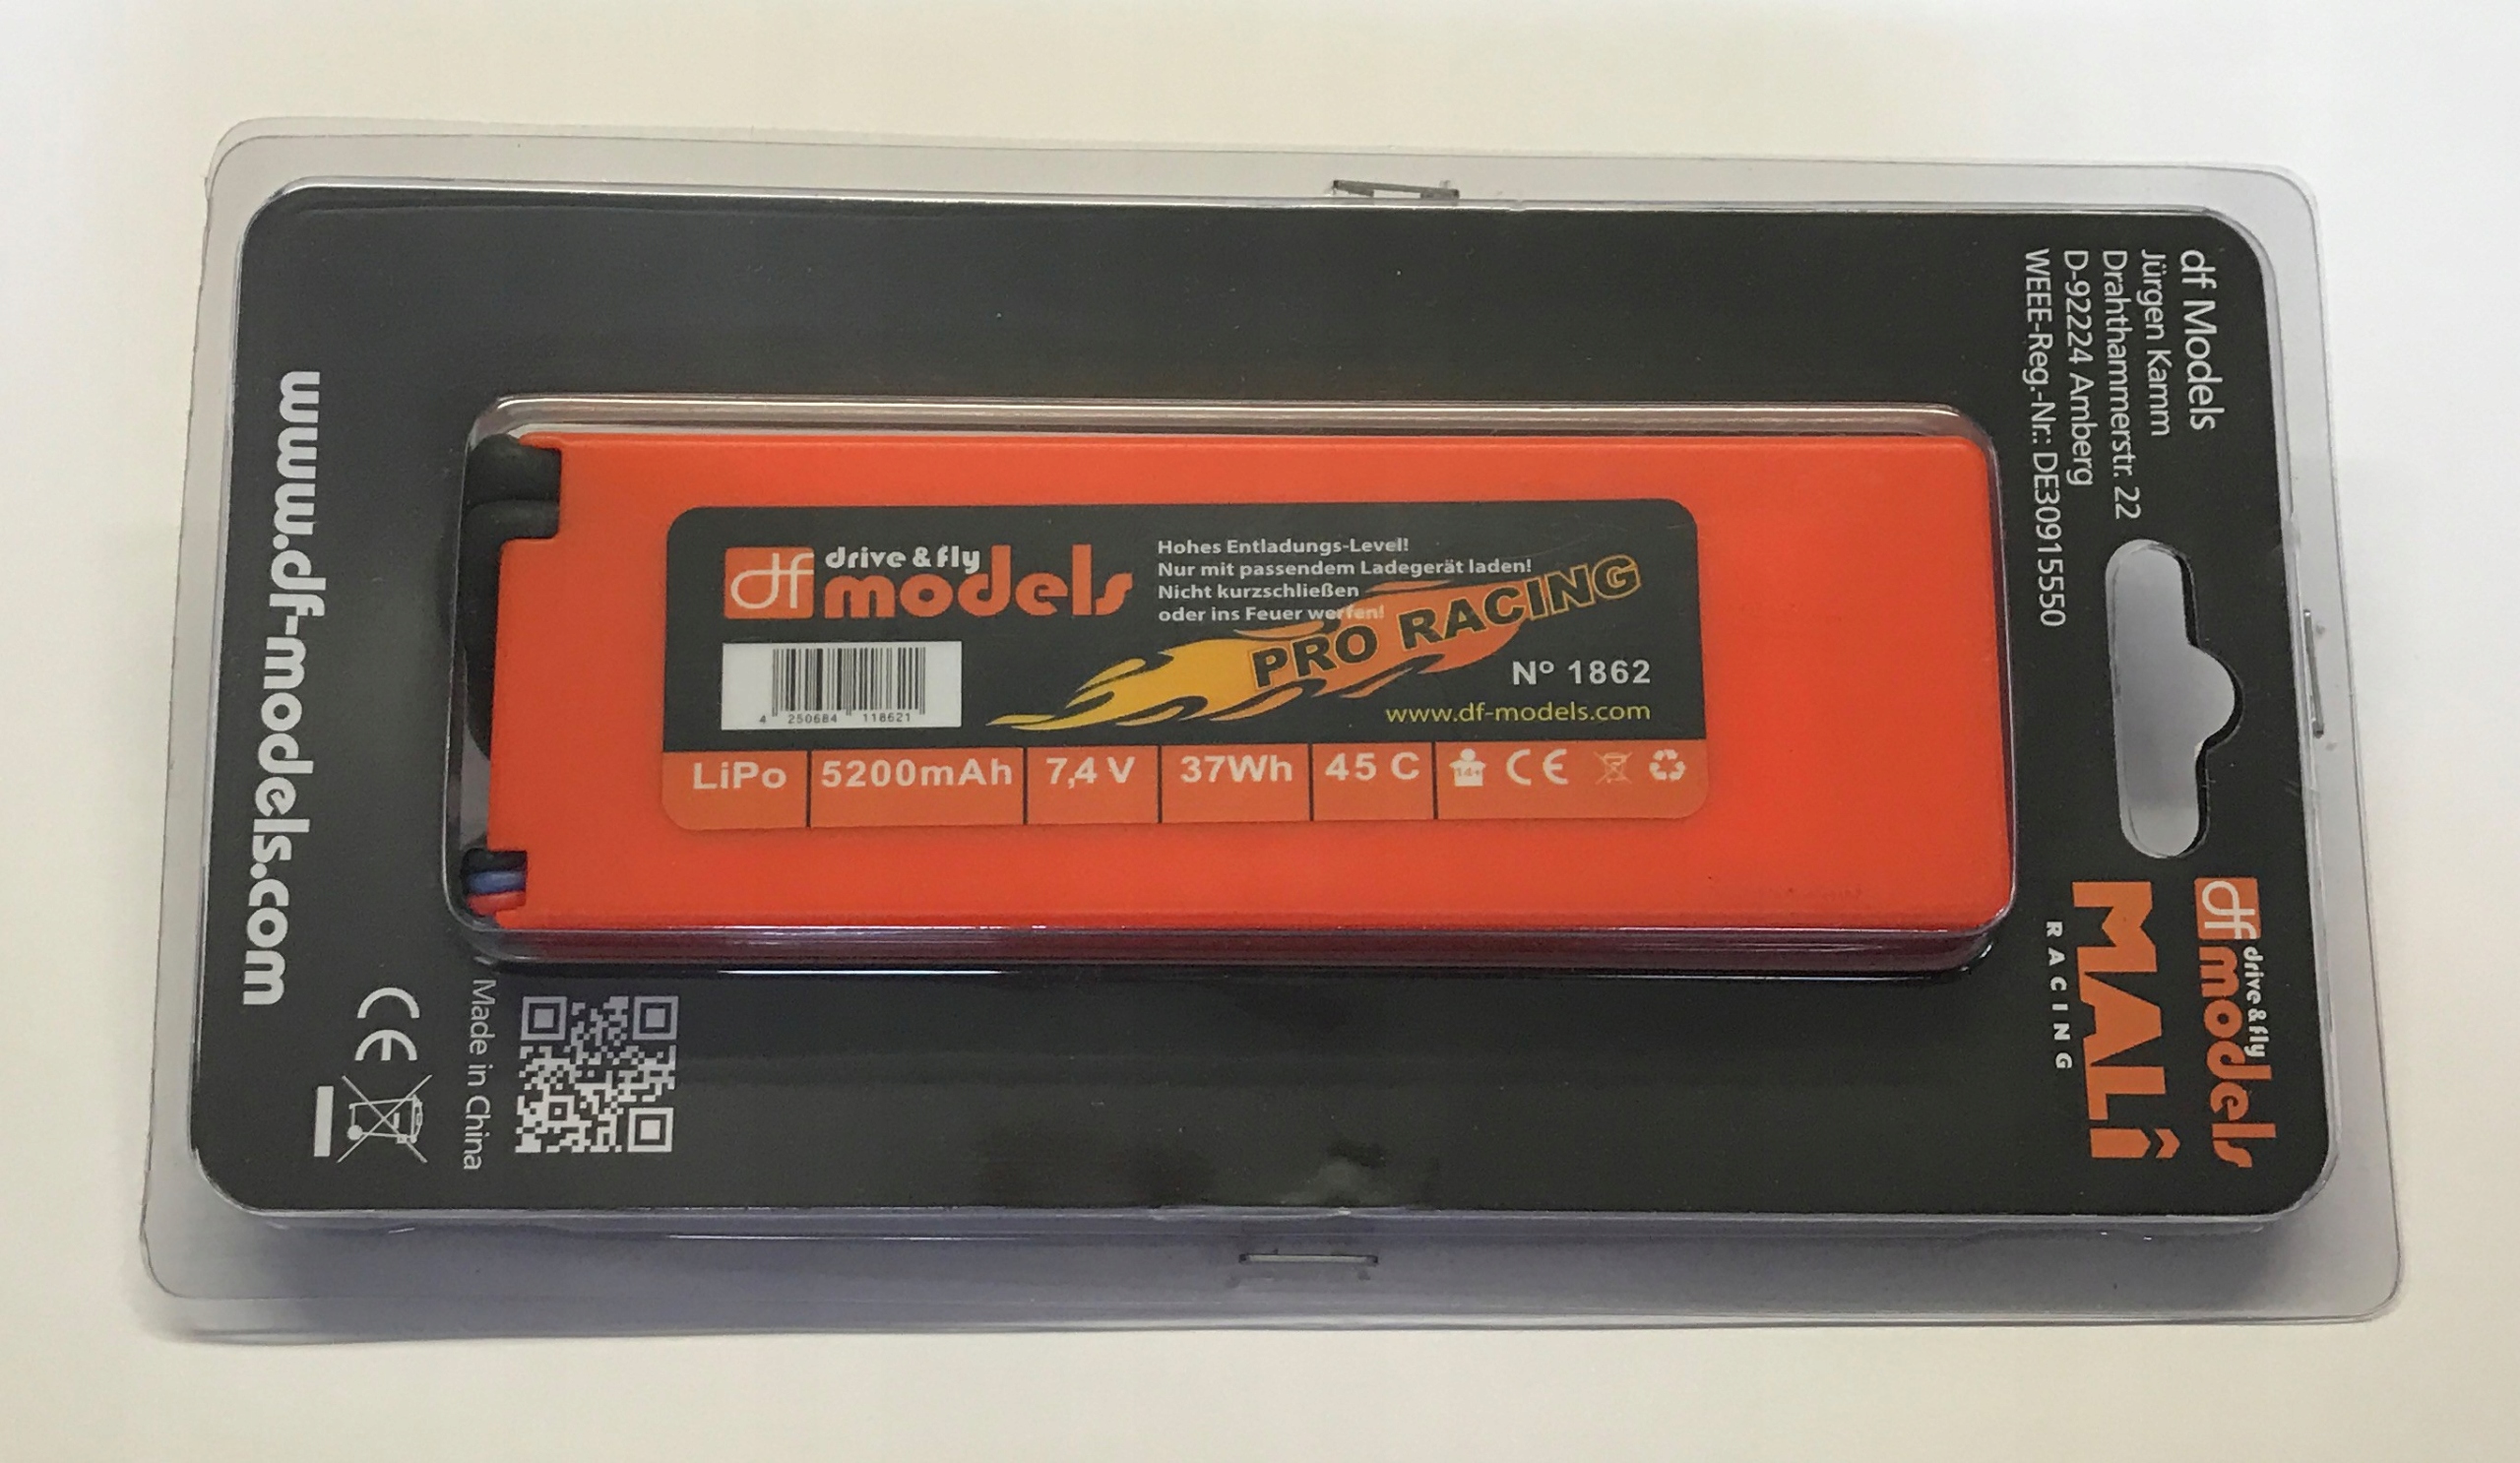 df
drive & fly
models
Hohes Entladungs-Level!
Nur mit passendem Ladegerät laden!
Nicht kurzschließen
oder ins Feuer werfen!
PRO RACING
Nº 1862
www.df-models.com
4 250684 118621
LiPo 5200mAh 7,4 V 37Wh 45 C 14+ CE
df Models
Jürgen Kamm
Drahthammerstr. 22
D-92224 Amberg
WEEE-Reg.-Nr.: DE30915550
df
drive & fly
models
MALÎ
RACING
www.df-models.com
CE
Made in China